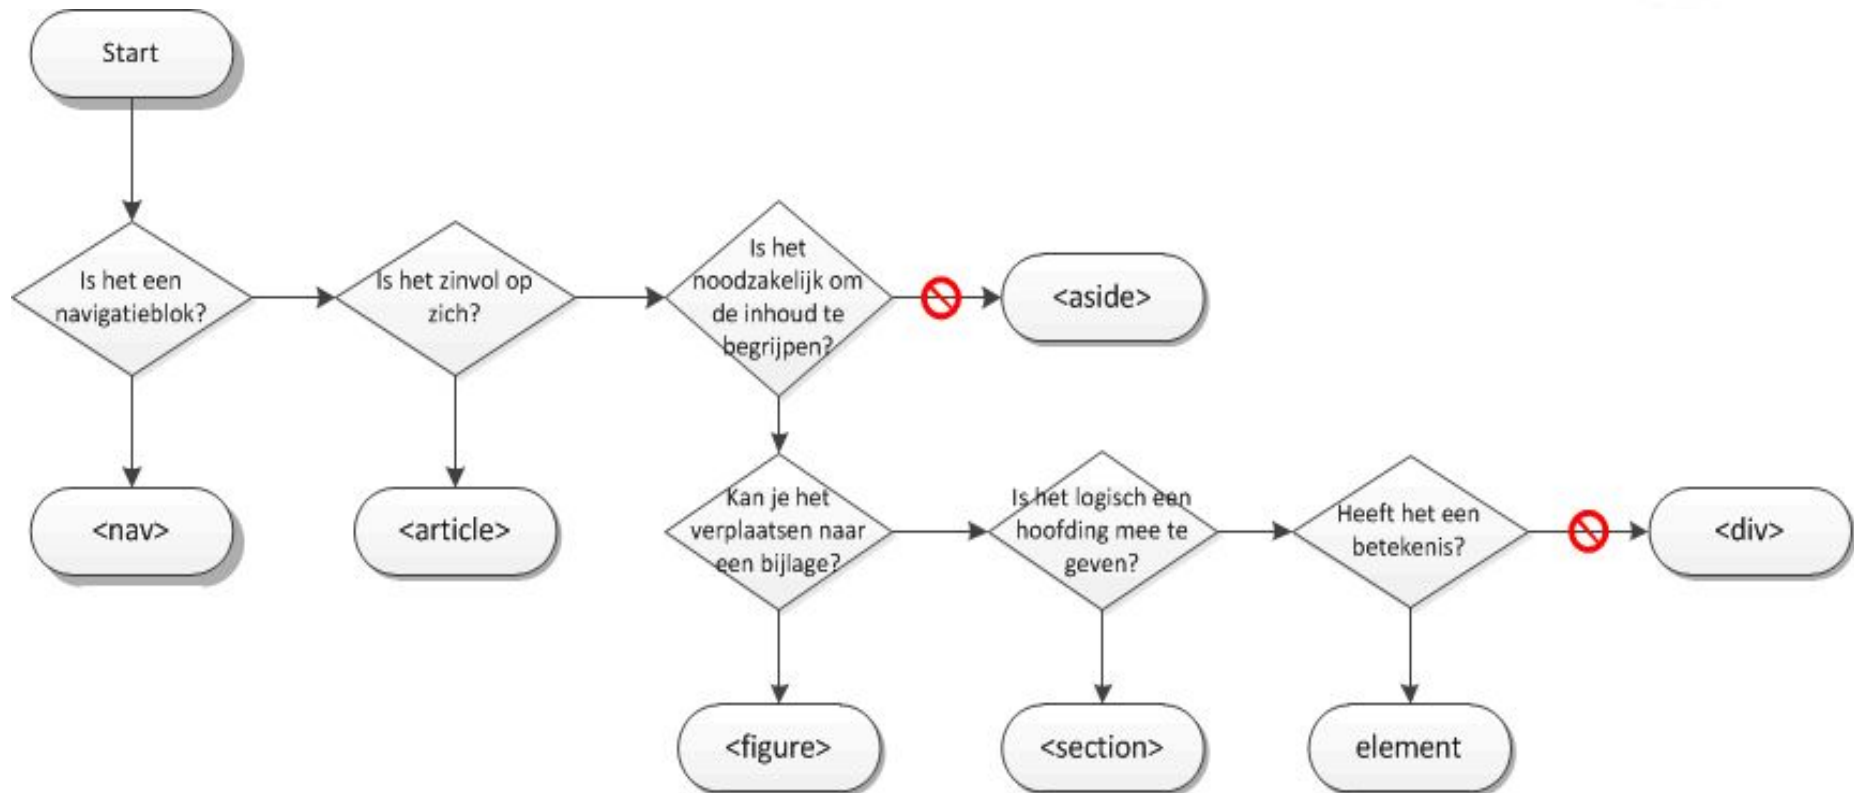 Start
Is het een
navigatieblok?
Is het zinvol op
zich?
Is het
noodzakelijk om
de inhoud te
begrijpen?
<aside>
<nav>
<article>
Kan je het
verplaatsen naar
een bijlage?
Is het logisch een
hoofding mee te
geven?
Heeft het een
betekenis?
<div>
<figure>
<section>
element